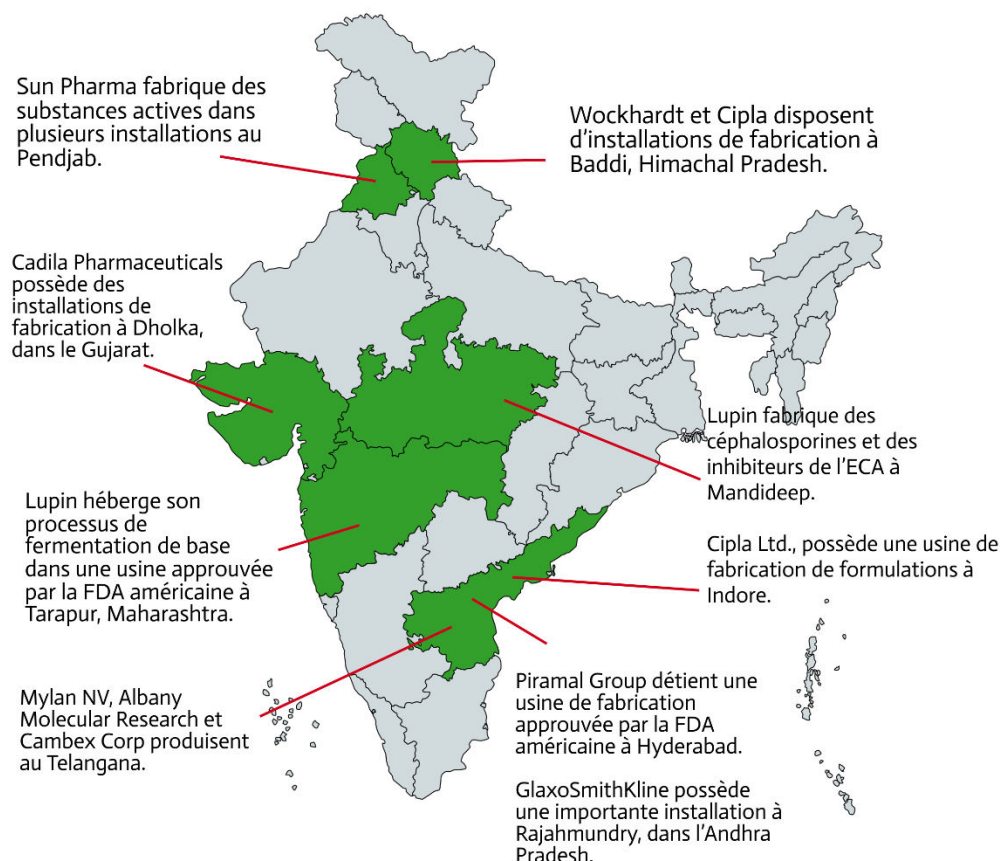 Sun Pharma fabrique des
substances actives dans
plusieurs installations au
Pendjab.
Wockhardt et Cipla disposent
d'installations de fabrication à
Baddi, Himachal Pradesh.
Cadila Pharmaceuticals
possède des
installations de
fabrication à Dholka,
dans le Gujarat.
Lupin fabrique des
céphalosporines et des
inhibiteurs de l'ECA à
Mandideep.
Lupin héberge son
processus de
fermentation de base
dans une usine approuvée
par la FDA américaine à
Tarapur, Maharashtra.
Cipla Ltd., possède une usine de
fabrication de formulations à
Indore.
Mylan NV, Albany
Molecular Research et
Cambex Corp produisent
au Telangana.
Piramal Group détient une
usine de fabrication
approuvée par la FDA
américaine à Hyderabad.
GlaxoSmithKline possède
une importante installation à
Rajahmundry, dans l'Andhra
Pradesh.